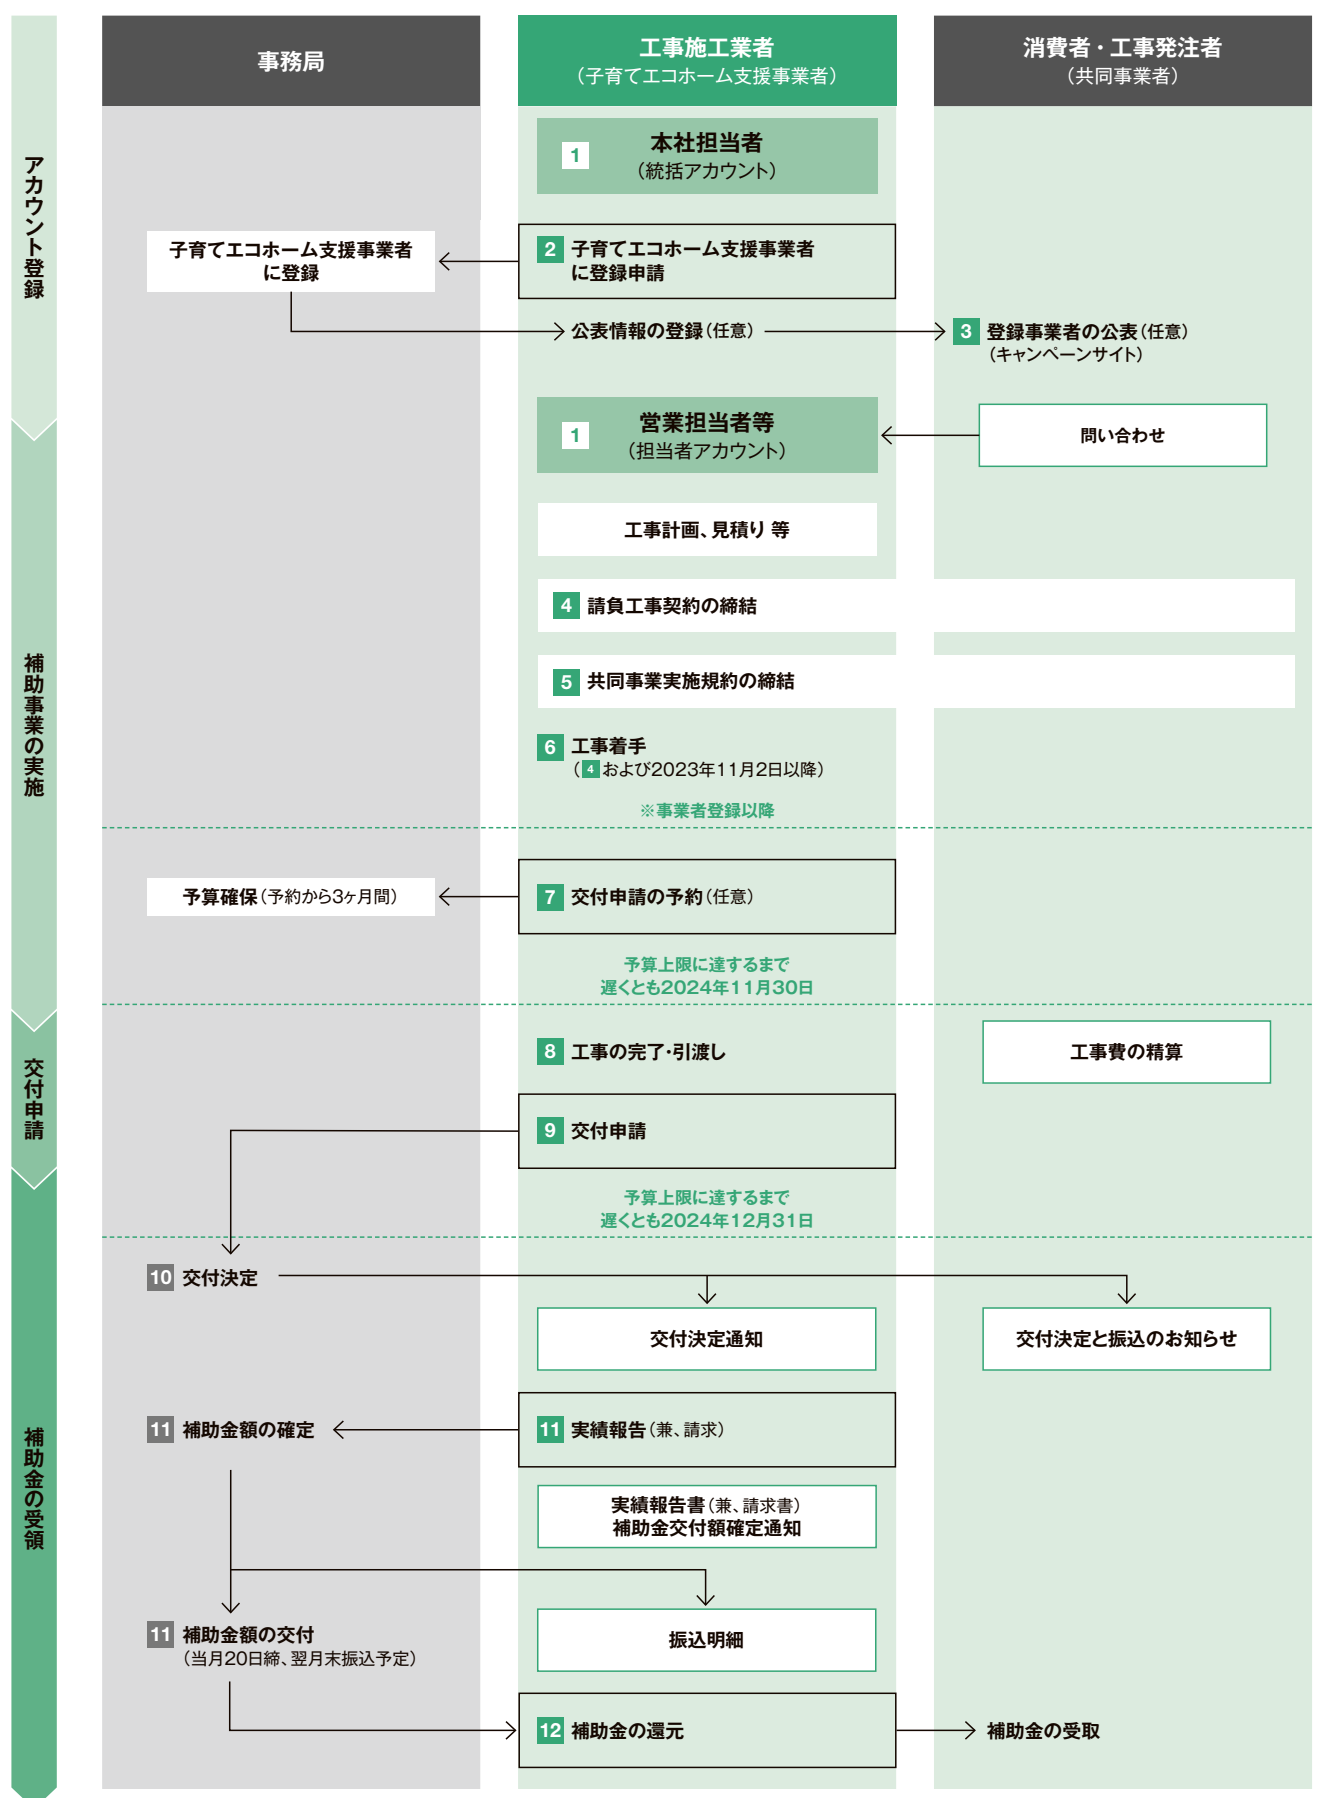 事務局
工事施工業者
（子育てエコホーム支援事業者）
消費者・工事発注者
（共同事業者）
アカウント登録
1
本社担当者
（統括アカウント）
子育てエコホーム支援事業者
に登録
2 子育てエコホーム支援事業者
に登録申請
公表情報の登録（任意）
3 登録事業者の公表（任意）
（キャンペーンサイト）
補助事業の実施
1
営業担当者等
（担当者アカウント）
問い合わせ
工事計画、見積り 等
4 請負工事契約の締結
5 共同事業実施規約の締結
6 工事着手
（4および2023年11月2日以降）
※事業者登録以降
予算確保（予約から3ヶ月間）
7 交付申請の予約（任意）
予算上限に達するまで
遅くとも2024年11月30日
交付申請
8 工事の完了・引渡し
工事費の精算
9 交付申請
予算上限に達するまで
遅くとも2024年12月31日
補助金の受領
10 交付決定
交付決定通知
交付決定と振込のお知らせ
11 補助金額の確定
11 実績報告（兼、請求）
実績報告書（兼、請求書）
補助金交付額確定通知
11 補助金額の交付
（当月20日締、翌月末振込予定）
振込明細
12 補助金の還元
補助金の受取